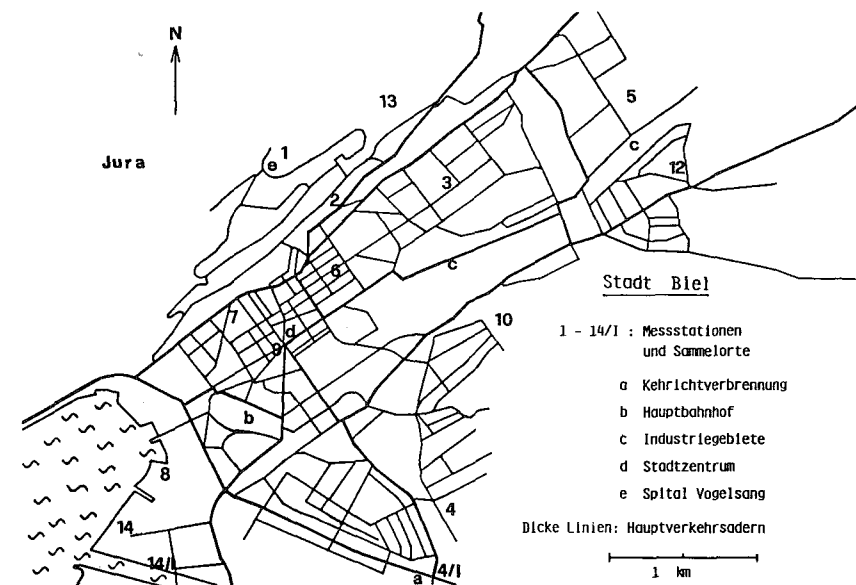 N
13
5
Jura
1
e
c
12
3
2
6
c
Stadt Biel
7
d
9
10
1 - 14/I : Messstationen
und Sammelorte
a Kehrichtverbrennung
b
b Hauptbahnhof
c Industriegebiete
8
d Stadtzentrum
e Spital Vogelsang
4
14
Dicke Linien: Hauptverkehrsadern
14/I
4/I
a
1 km